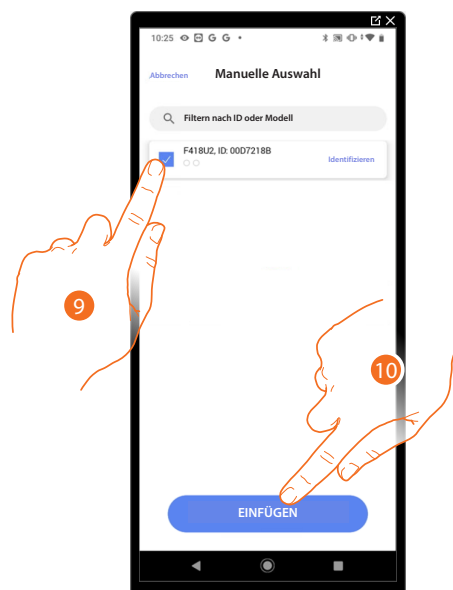 10:25 G G
Abbrechen Manuelle Auswahl
Filtern nach ID oder Modell
F418U2, ID: 00D7218B
Identifizieren
9
10
EINFÜGEN